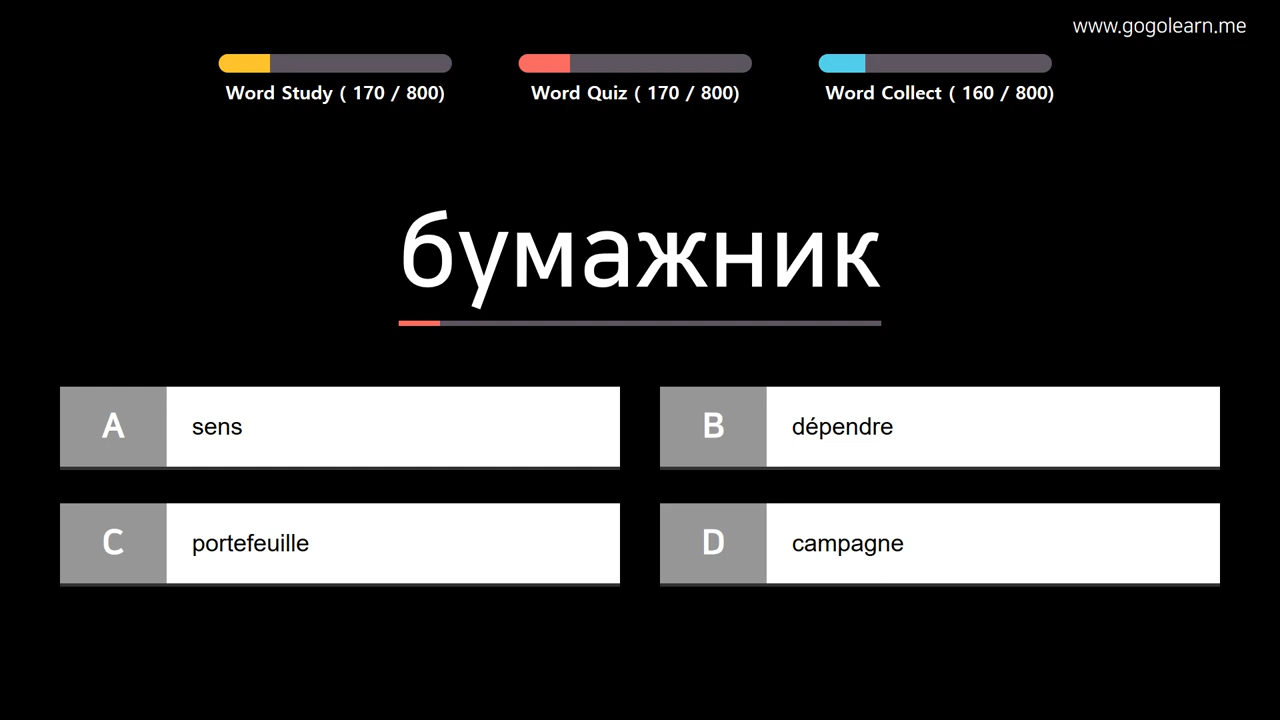 www.gogolearn.me
Word Study ( 170 / 800)
Word Quiz ( 170 / 800)
Word Collect ( 160 / 800)
бумажник
A sens
B dépendre
C portefeuille
D campagne